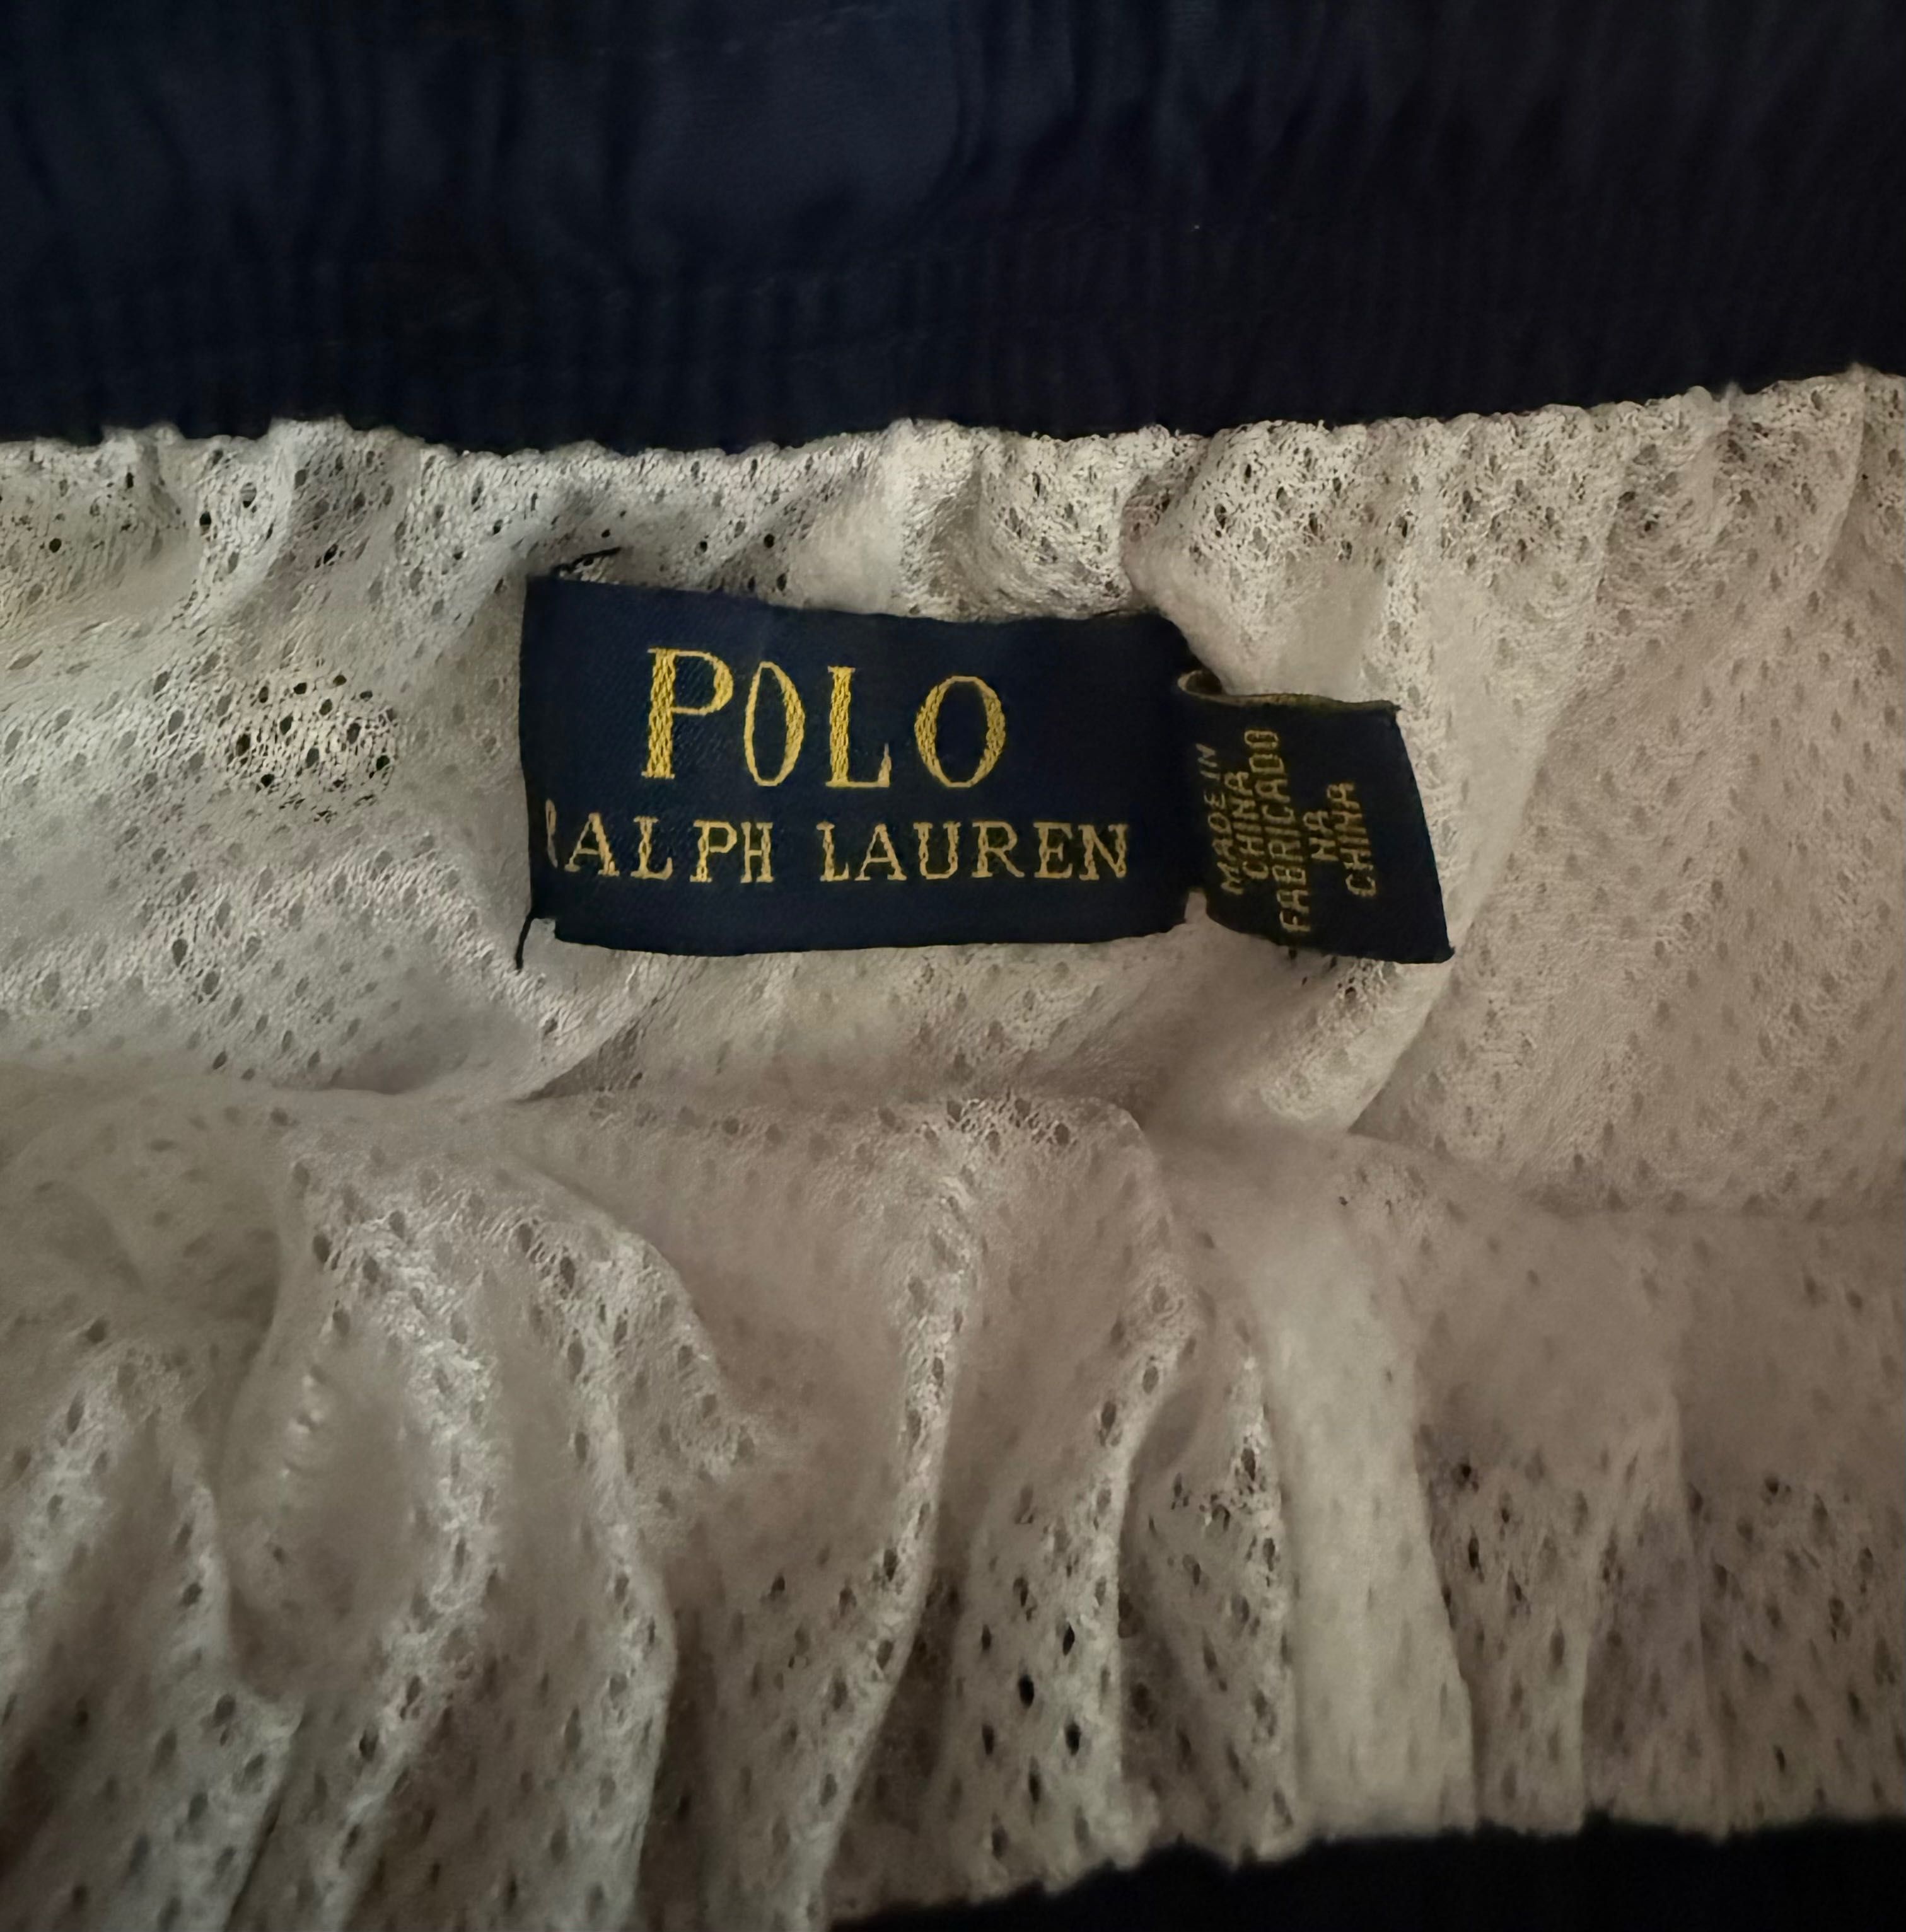 POLO
RALPH LAUREN
MADE IN
CHINA
FABRICADO
NA
CHINA